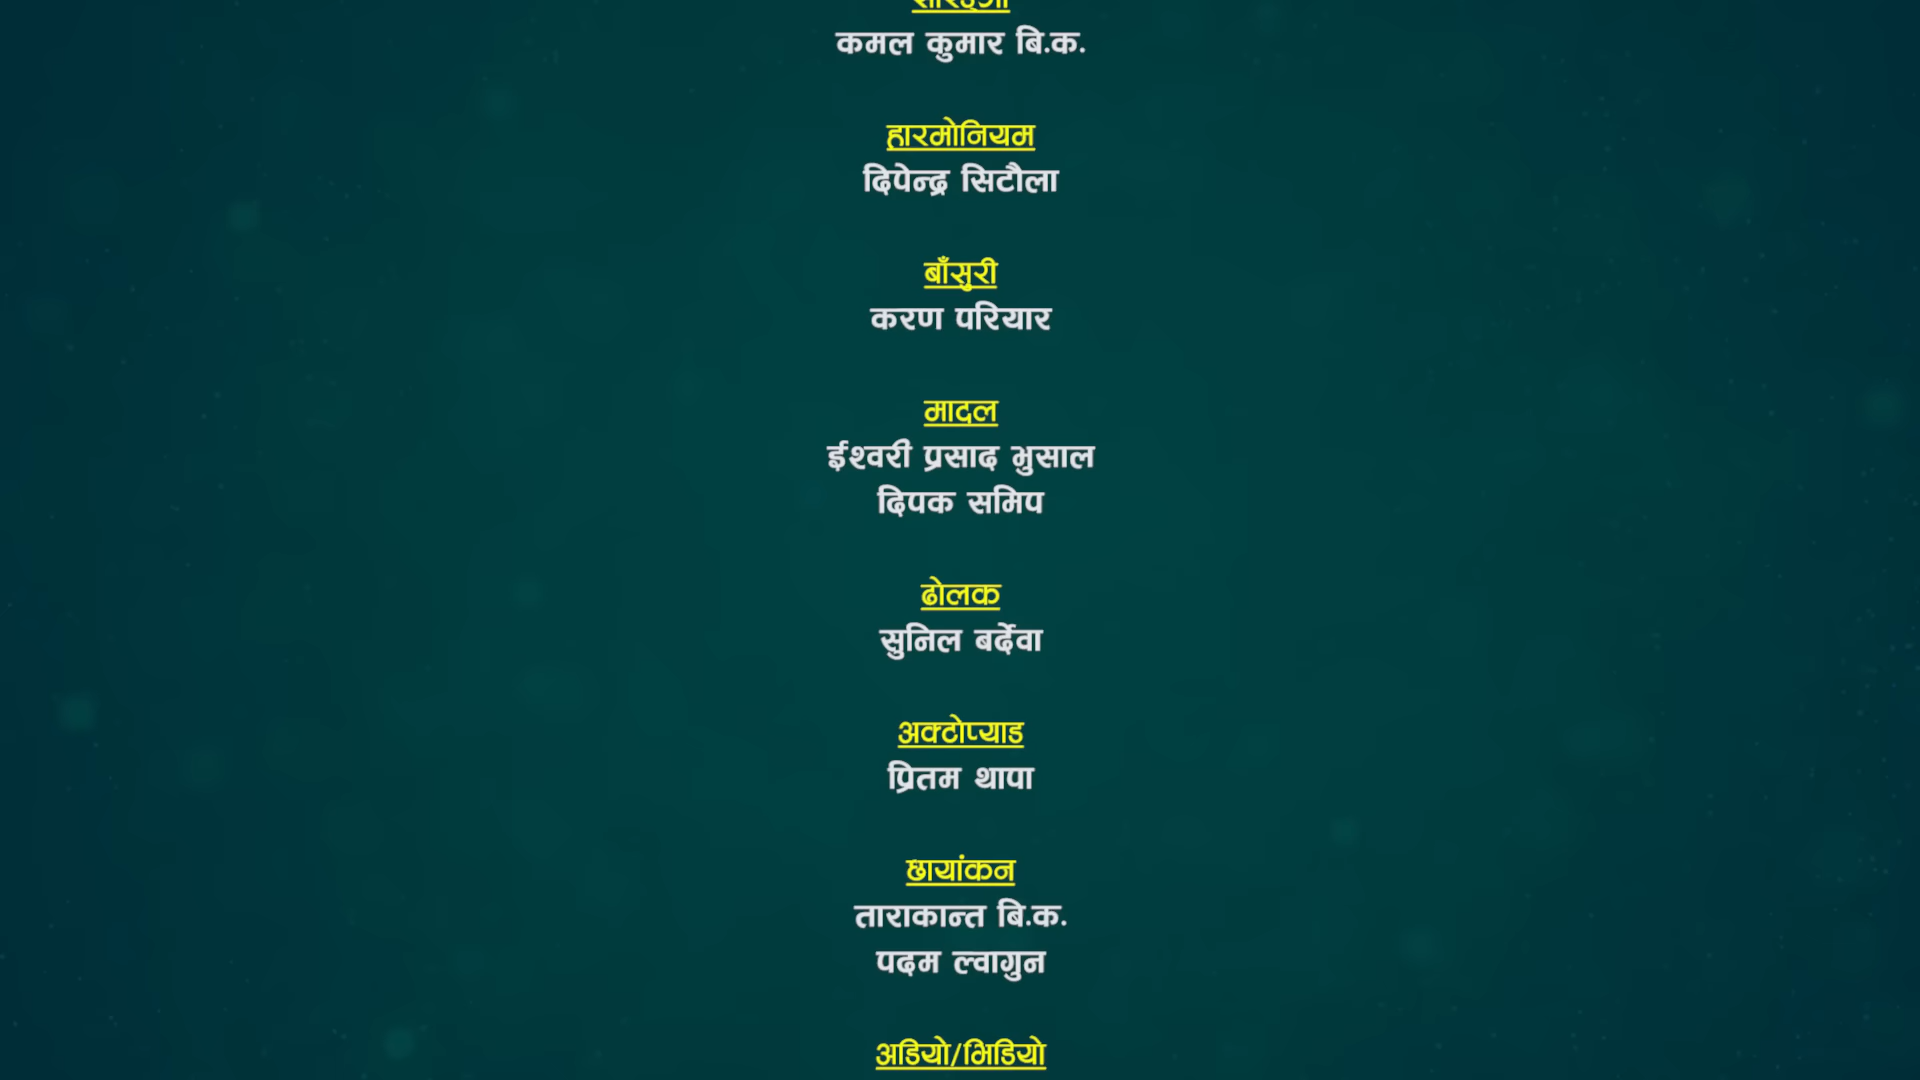 कमल कुमार बि.क.
हारमोनियम
दिपेन्द्र सिटौला
बाँसुरी
करण परियार
मादल
ईश्वरी प्रसाद भुसाल
दिपक समिप
ढोलक
सुनिल बर्देवा
अक्टोप्याड
प्रितम थापा
छायांकन
ताराकान्त बि.क.
पदम ल्वागुन
अडियो/भिडियो